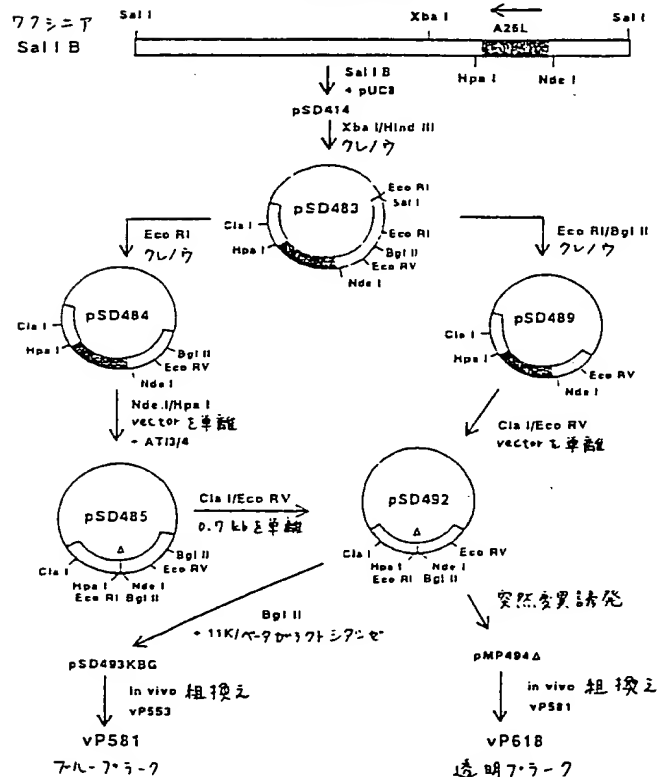 ワクシニア
Sal I B
Sal I
Xba I
A26L
Sal I
Hpa I
Nde I
Sal I B
+ pUC8
pSD414
Xba I/Hind III
クレノウ
pSD483
Eco RI
Sal I
Eco RI
Bgl II
Eco RV
Nde I
Cla I
Hpa I
Eco RI
クレノウ
Eco RI/Bgl II
クレノウ
pSD484
Cla I
Hpa I
Bgl II
Eco RV
Nde I
pSD489
Cla I
Hpa I
Eco RV
Nde I
Nde I/Hpa I
vectorを単離
+ ATI3/4
Cla I/Eco RV
vectorを単離
pSD485
Δ
Cla I
Hpa I
Nde I
Eco RI
Bgl II
Bgl II
Eco RV
Cla I/Eco RV
0.7 kbを単離
pSD492
Δ
Cla I
Hpa I
Nde I
Eco RI
Bgl II
Eco RV
Bgl II
+ 11K/ベータガラクトシダーゼ
突然変異誘発
pSD493KBG
pMP494Δ
In vivo 組換え
vP553
in vivo 組換え
vP581
vP581
ブループラーク
vP618
透明プラーク